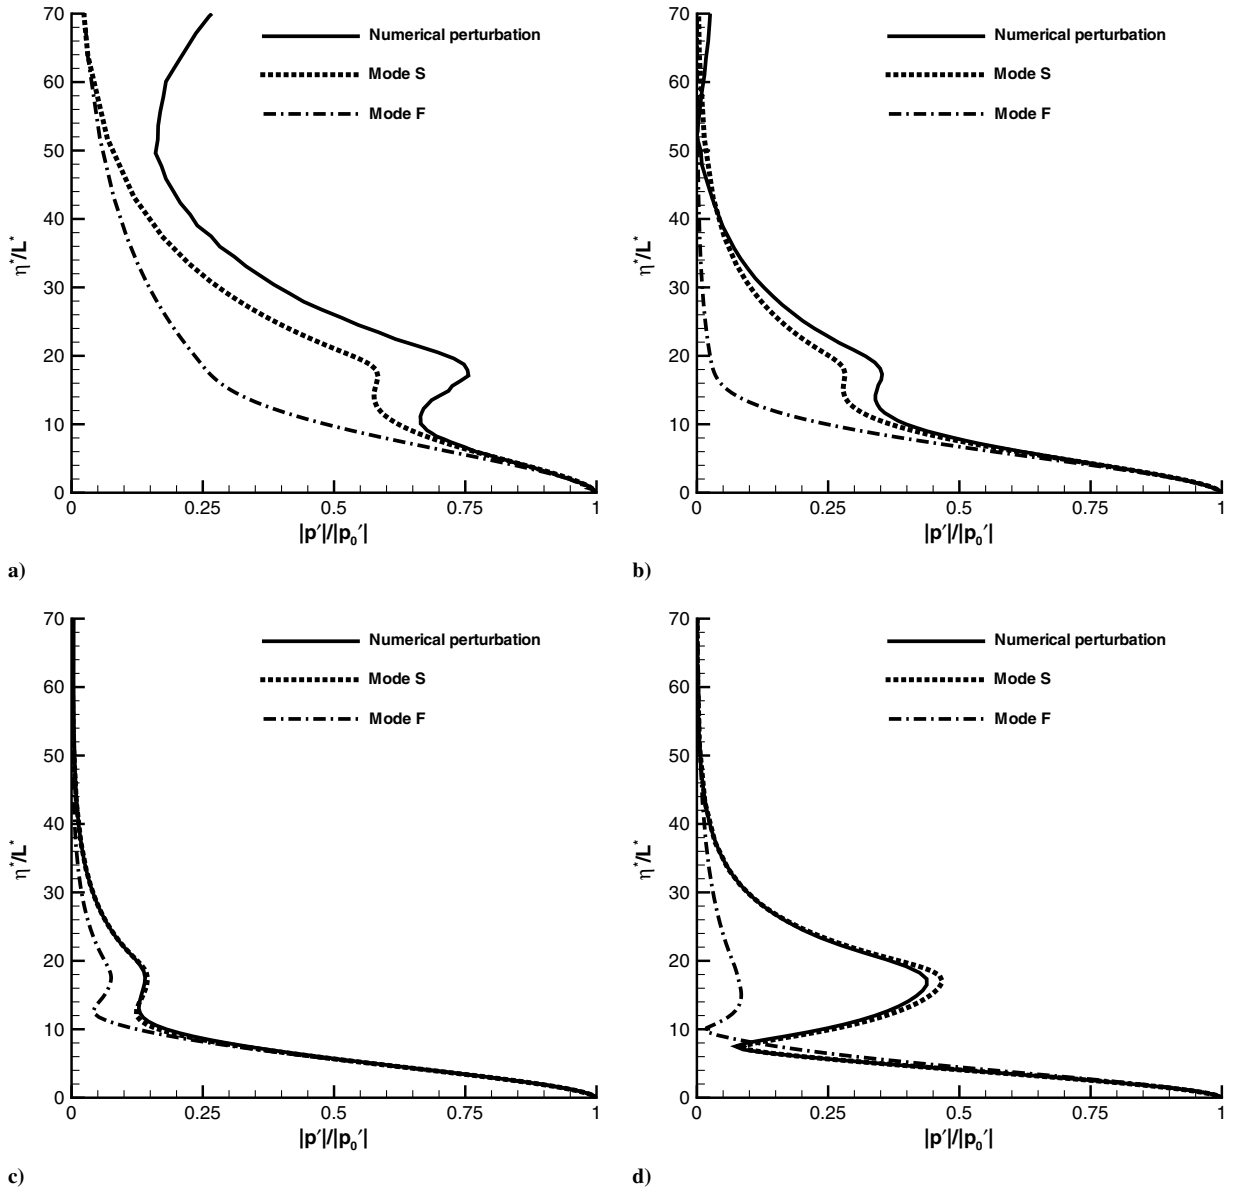 70
60
50
40
30
20
10
0
η*/L*
0
0.25
0.5
0.75
1
|p′|/|p₀′|
Numerical perturbation
Mode S
Mode F
a)
70
60
50
40
30
20
10
0
η*/L*
0
0.25
0.5
0.75
1
|p′|/|p₀′|
Numerical perturbation
Mode S
Mode F
b)
70
60
50
40
30
20
10
0
η*/L*
0
0.25
0.5
0.75
1
|p′|/|p₀′|
Numerical perturbation
Mode S
Mode F
c)
70
60
50
40
30
20
10
0
η*/L*
0
0.25
0.5
0.75
1
|p′|/|p₀′|
Numerical perturbation
Mode S
Mode F
d)